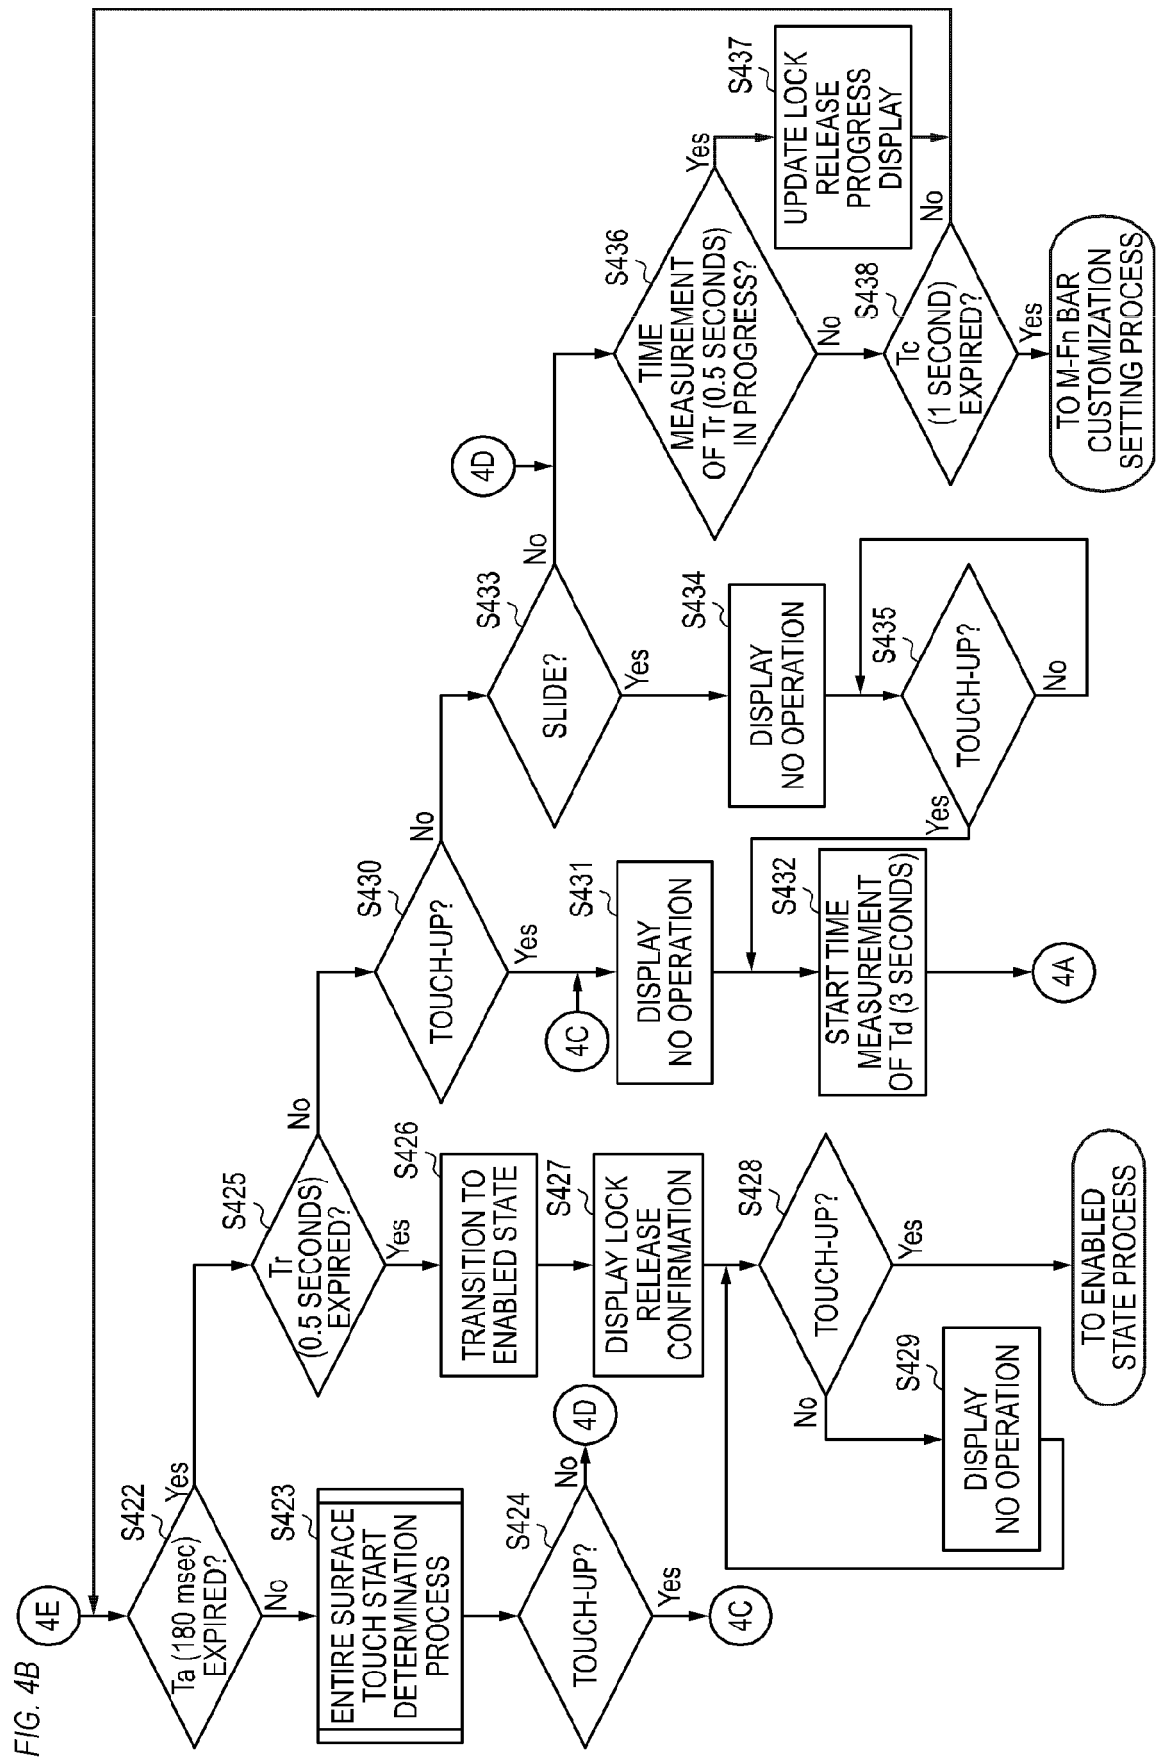 FIG. 4B
4E
S422
Ta (180 msec)
EXPIRED?
Yes
No
S423
ENTIRE SURFACE
TOUCH START
DETERMINATION
PROCESS
S424
TOUCH-UP?
No
4D
Yes
4C
S425
Tr
(0.5 SECONDS)
EXPIRED?
No
Yes
S426
TRANSITION TO
ENABLED STATE
S427
DISPLAY LOCK
RELEASE
CONFIRMATION
S428
TOUCH-UP?
No
Yes
S429
DISPLAY
NO OPERATION
TO ENABLED
STATE PROCESS
S430
TOUCH-UP?
No
Yes
4C
S431
DISPLAY
NO OPERATION
S432
START TIME
MEASUREMENT
OF Td (3 SECONDS)
4A
S433
SLIDE?
No
Yes
S434
DISPLAY
NO OPERATION
S435
TOUCH-UP?
Yes
No
4D
S436
TIME
MEASUREMENT
OF Tr (0.5 SECONDS)
IN PROGRESS?
Yes
No
S437
UPDATE LOCK
RELEASE
PROGRESS
DISPLAY
S438
Tc
(1 SECOND)
EXPIRED?
No
Yes
TO M-Fn BAR
CUSTOMIZATION
SETTING PROCESS